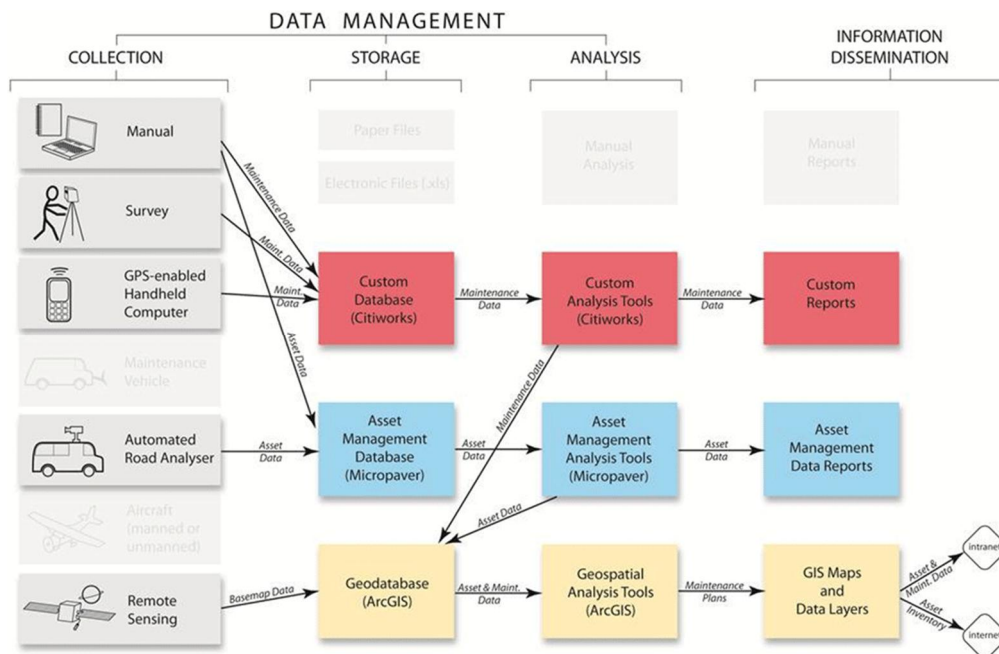 DATA MANAGEMENT
COLLECTION
STORAGE
ANALYSIS
INFORMATION
DISSEMINATION
Manual
Survey
GPS-enabled
Handheld
Computer
Maintenance
Vehicle
Automated
Road Analyser
Aircraft
(manned or
unmanned)
Remote
Sensing
Maintenance Data
Maint. Data
Maint.
Data
Asset Data
Asset
Data
Basemap Data
Paper Files
Electronic Files (.xls)
Custom
Database
(Citiworks)
Asset
Management
Database
(Micropaver)
Geodatabase
(ArcGIS)
Maintenance
Data
Asset
Data
Maintenance Data
Asset Data
Asset & Maint.
Data
Manual
Analysis
Custom
Analysis Tools
(Citiworks)
Asset
Management
Analysis Tools
(Micropaver)
Geospatial
Analysis Tools
(ArcGIS)
Maintenance
Data
Asset
Data
Maintenance
Plans
Manual
Reports
Custom
Reports
Asset
Management
Data Reports
GIS Maps
and
Data Layers
Asset &
Maint. Data
Asset
Inventory
intranet
internet